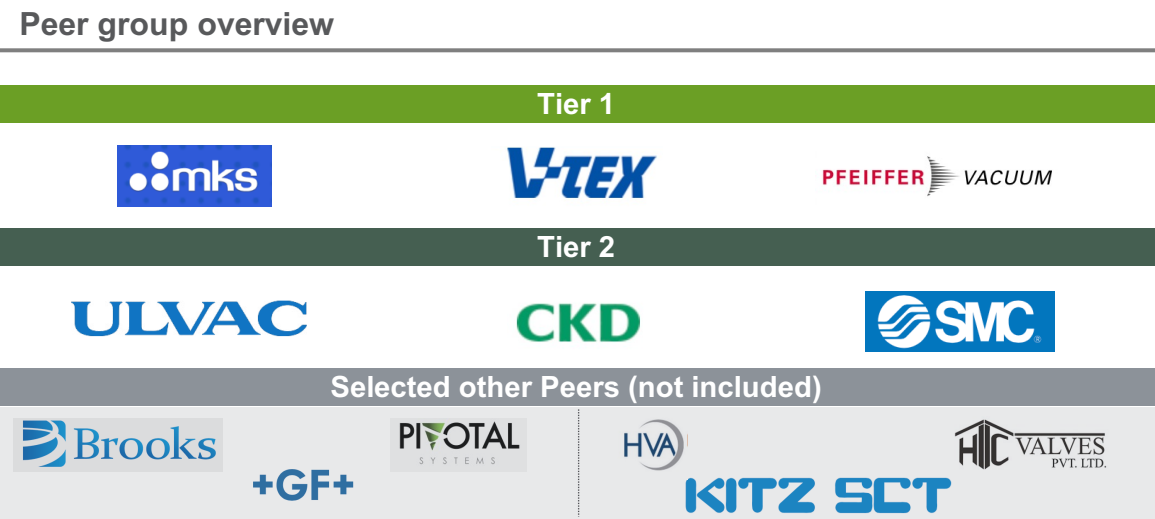 Peer group overview
Tier 1
mks
V-TEX
PFEIFFER VACUUM
Tier 2
ULVAC
CKD
SMC®
Selected other Peers (not included)
Brooks
+GF+
PIVOTAL
SYSTEMS
HVA
KITZ SCT
HTC VALVES
PVT. LTD.